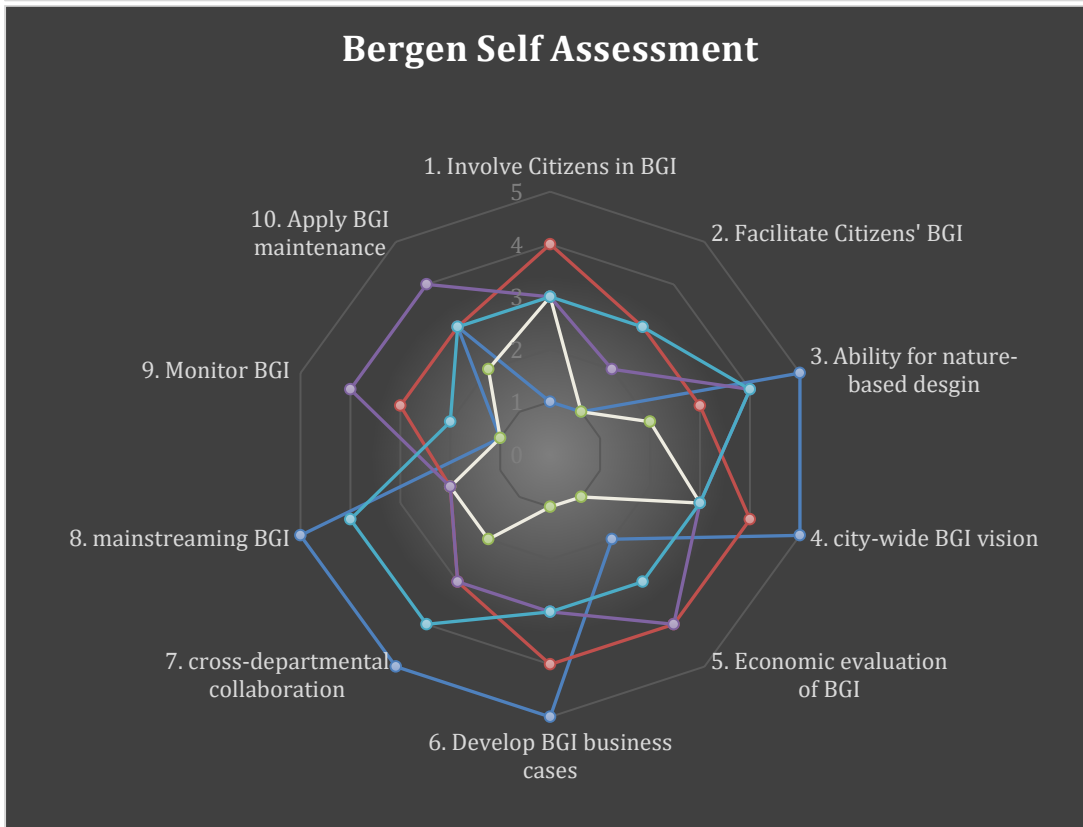 Bergen Self Assessment
1. Involve Citizens in BGI
2. Facilitate Citizens' BGI
3. Ability for nature-
based desgin
4. city-wide BGI vision
5. Economic evaluation
of BGI
6. Develop BGI business
cases
7. cross-departmental
collaboration
8. mainstreaming BGI
9. Monitor BGI
10. Apply BGI
maintenance
5
4
3
2
1
0